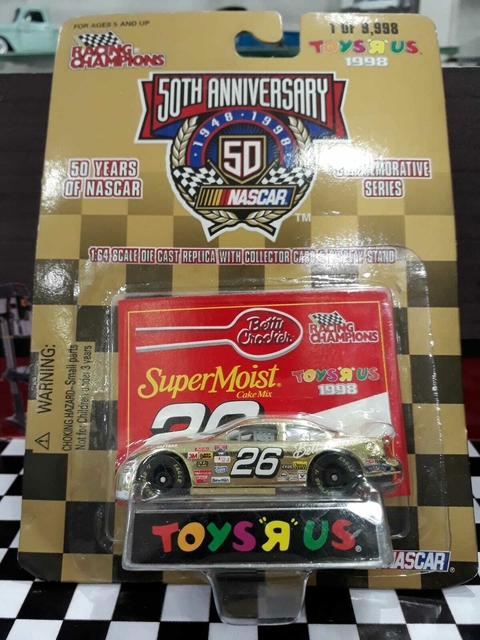 FOR AGES 5 AND UP
RACING CHAMPIONS
1 OF 9,998
TOYS "R" US
1998
50TH ANNIVERSARY
1948 - 1998
50
NASCAR
TM
50 YEARS
OF NASCAR
COMMEMORATIVE
SERIES
1:64 SCALE DIE CAST REPLICA WITH COLLECTOR CARD & DISPLAY STAND
Betty
Crocker
RACING CHAMPIONS
SuperMoist®
Cake Mix
TOYS "R" US
1998
26
26
⚠ WARNING:
CHOKING HAZARD-Small parts
Not for Children under 3 years
TOYS "R" US®
NASCAR®